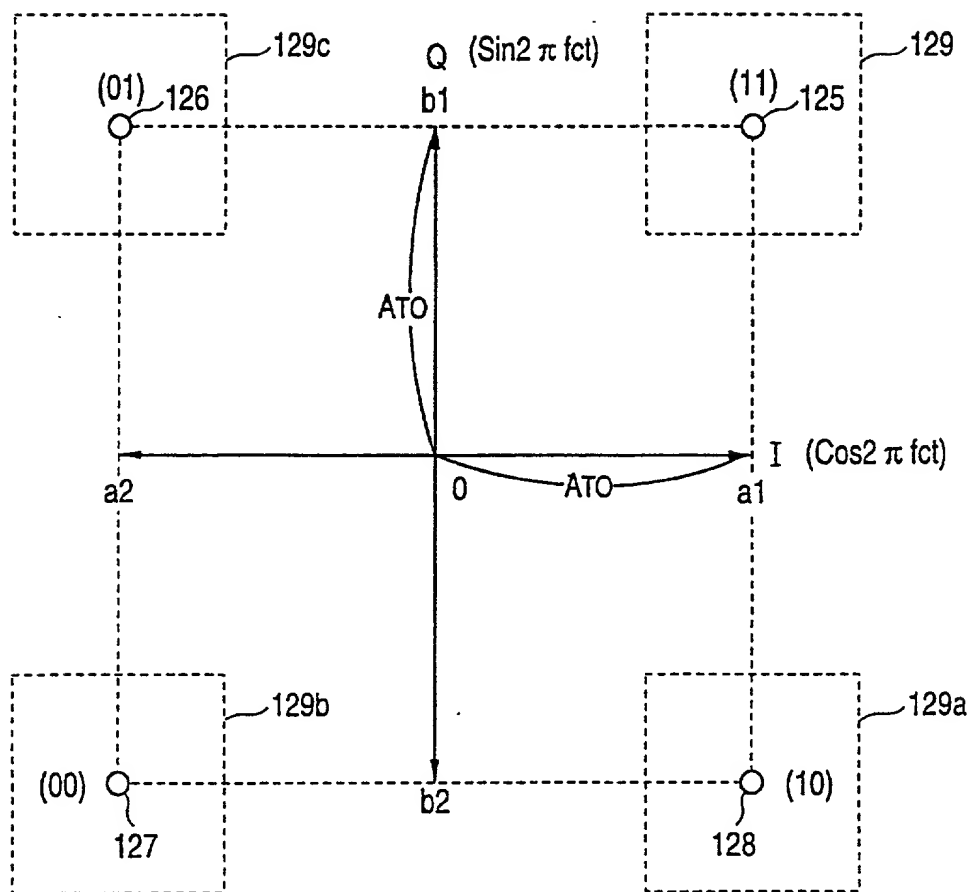 129c
Q (Sin2 π fct)
129
(01)
126
b1
(11)
125
ATO
I (Cos2 π fct)
a2
0
ATO
a1
129b
129a
(00)
b2
(10)
127
128